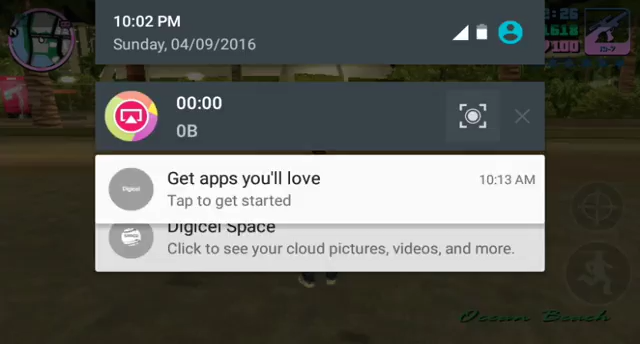 10:02 PM
Sunday, 04/09/2016
00:00
0B
Digicel
Get apps you'll love
10:13 AM
Tap to get started
Digicel Space
Click to see your cloud pictures, videos, and more.
Ocean Beach